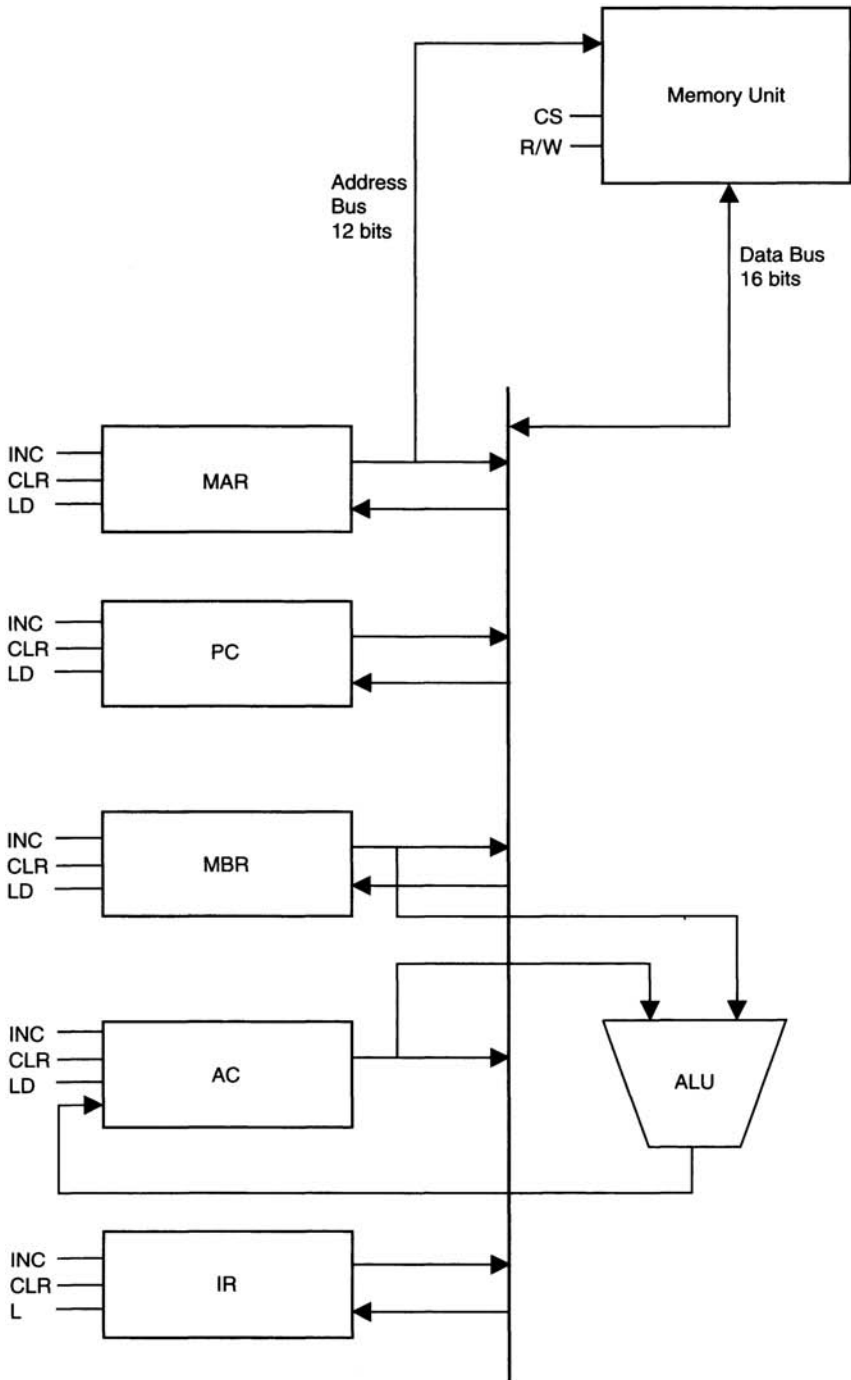 Memory Unit
CS
R/W
Address
Bus
12 bits
Data Bus
16 bits
INC
CLR
LD
MAR
INC
CLR
LD
PC
INC
CLR
LD
MBR
INC
CLR
LD
AC
ALU
INC
CLR
L
IR